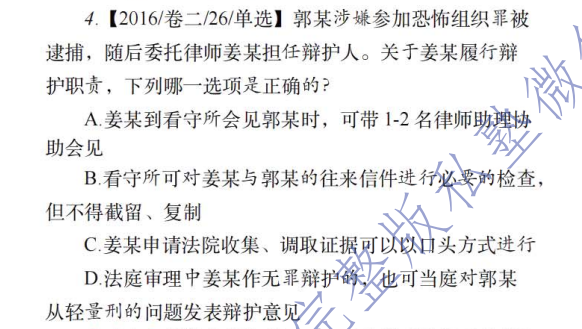 4.【2016/卷二/26/单选】郭某涉嫌参加恐怖组织罪被
逮捕，随后委托律师姜某担任辩护人。关于姜某履行辩
护职责，下列哪一选项是正确的?
A.姜某到看守所会见郭某时，可带 1-2 名律师助理协
助会见
B.看守所可对姜某与郭某的往来信件进行必要的检查，
但不得截留、复制
C.姜某申请法院收集、调取证据可以以口头方式进行
D.法庭审理中姜某作无罪辩护的，也可当庭对郭某
从轻量刑的问题发表辩护意见
完整版私塾微